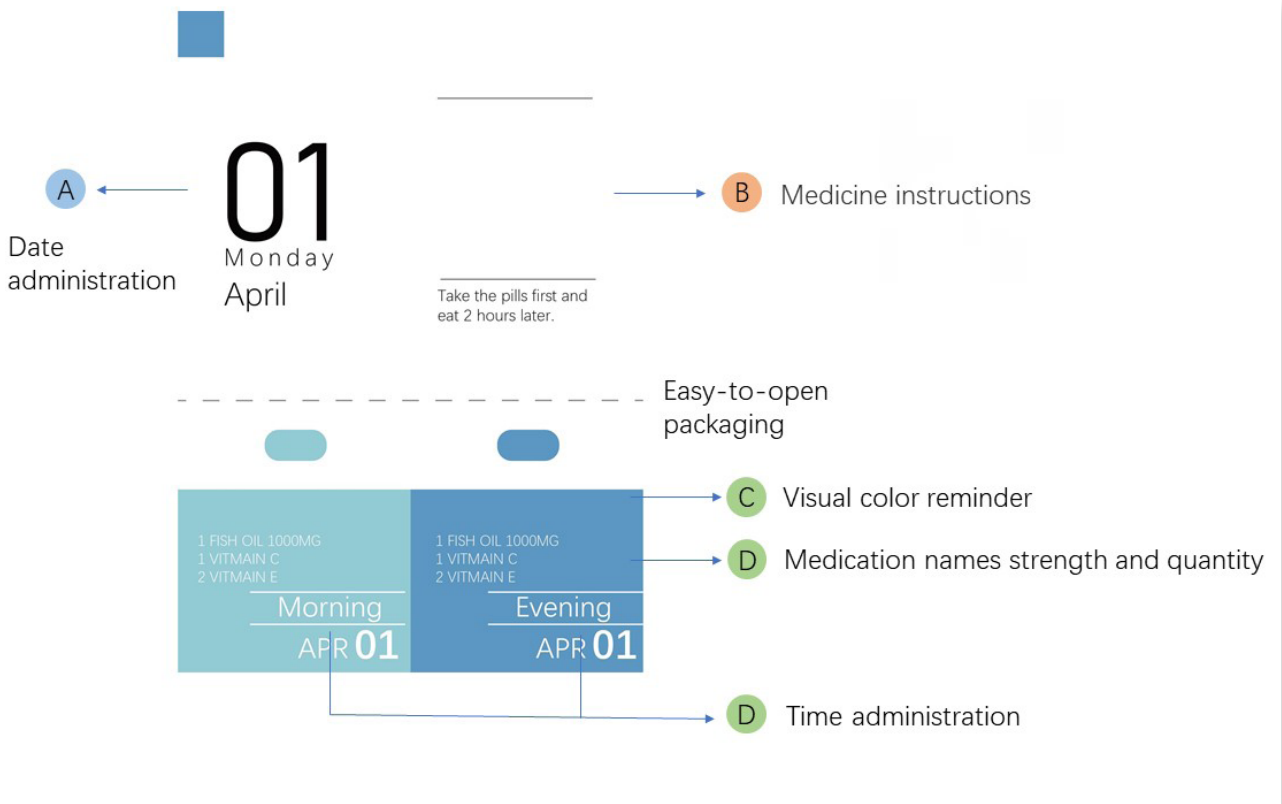 01
Monday
April
A
Date
administration
B
Medicine instructions
Take the pills first and
eat 2 hours later.
Easy-to-open
packaging
C
Visual color reminder
1 FISH OIL 1000MG
1 VITMAIN C
2 VITMAIN E
Morning
APR 01
1 FISH OIL 1000MG
1 VITMAIN C
2 VITMAIN E
Evening
APR 01
D
Medication names strength and quantity
D
Time administration